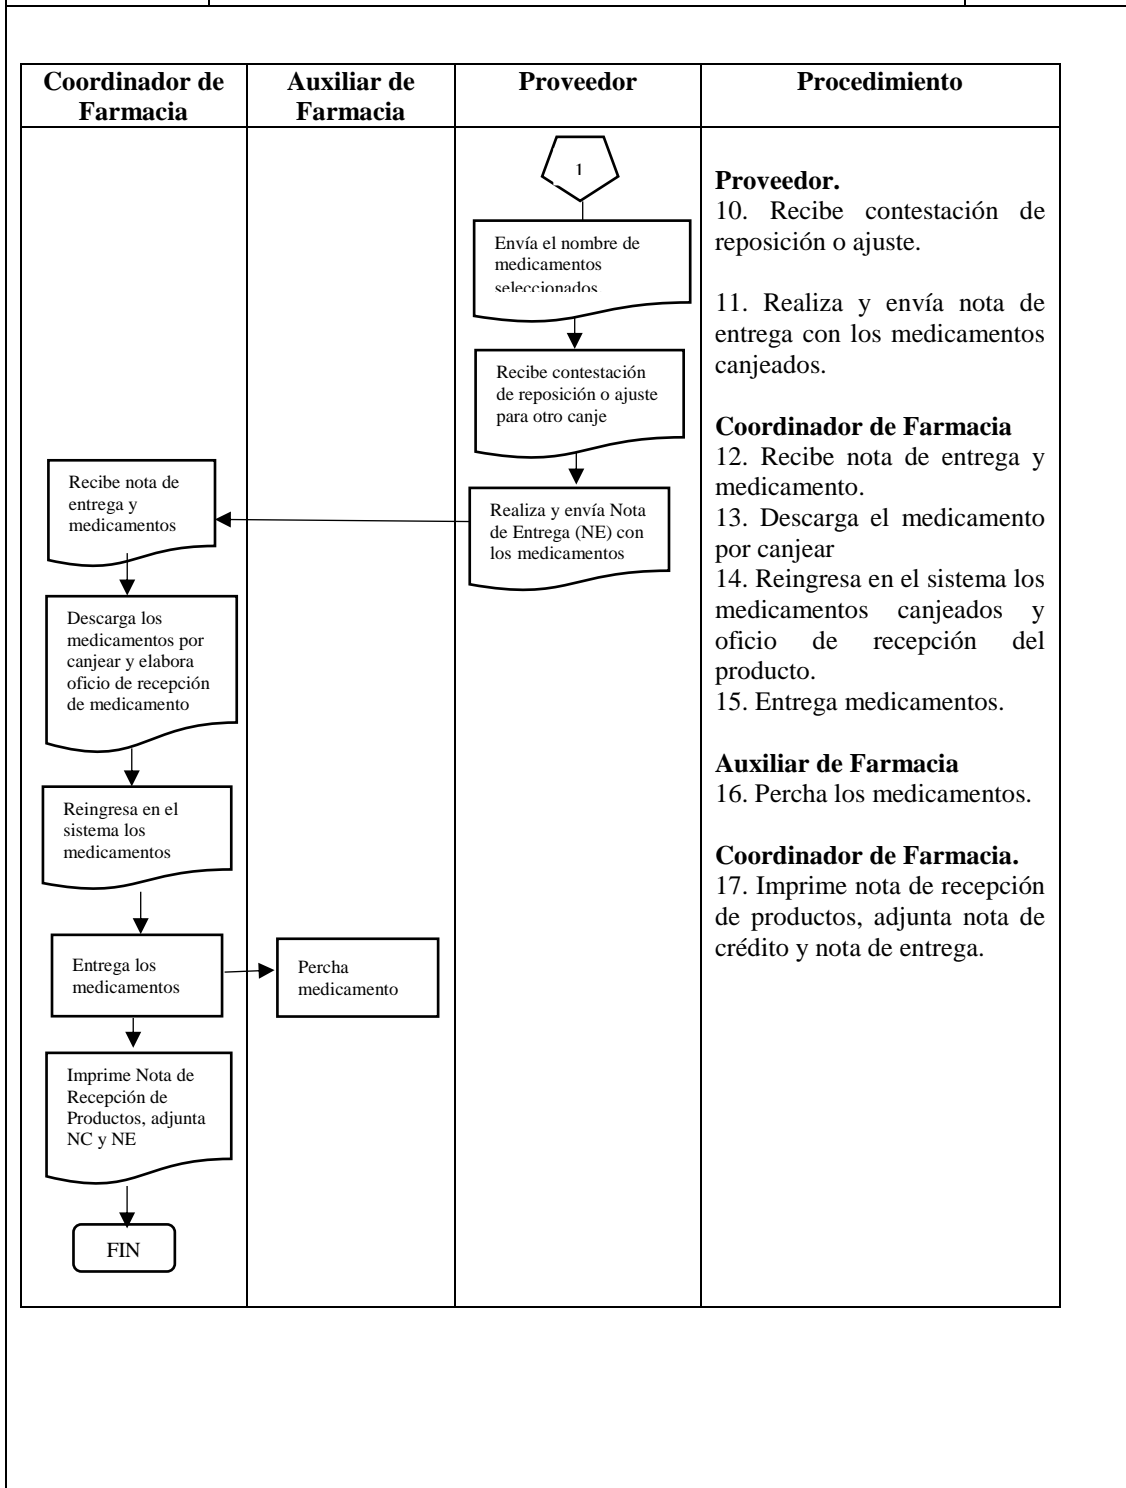 Coordinador de
Farmacia
Auxiliar de
Farmacia
Proveedor
Procedimiento
1
Envía el nombre de
medicamentos
seleccionados
Recibe contestación
de reposición o ajuste
para otro canje
Realiza y envía Nota
de Entrega (NE) con
los medicamentos
Recibe nota de
entrega y
medicamentos
Descarga los
medicamentos por
canjear y elabora
oficio de recepción
de medicamento
Reingresa en el
sistema los
medicamentos
Entrega los
medicamentos
Percha
medicamento
Imprime Nota de
Recepción de
Productos, adjunta
NC y NE
FIN
Proveedor.
10. Recibe contestación de
reposición o ajuste.
11. Realiza y envía nota de
entrega con los medicamentos
canjeados.
Coordinador de Farmacia
12. Recibe nota de entrega y
medicamento.
13. Descarga el medicamento
por canjear
14. Reingresa en el sistema los
medicamentos canjeados y
oficio de recepción del
producto.
15. Entrega medicamentos.
Auxiliar de Farmacia
16. Percha los medicamentos.
Coordinador de Farmacia.
17. Imprime nota de recepción
de productos, adjunta nota de
crédito y nota de entrega.